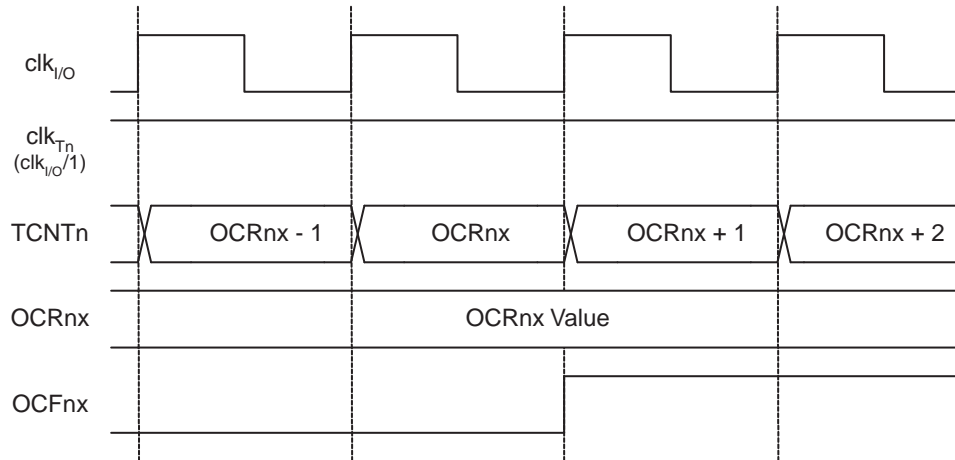 clkI/O
clkTn
(clkI/O/1)
TCNTn OCRnx - 1 OCRnx OCRnx + 1 OCRnx + 2
OCRnx OCRnx Value
OCFnx